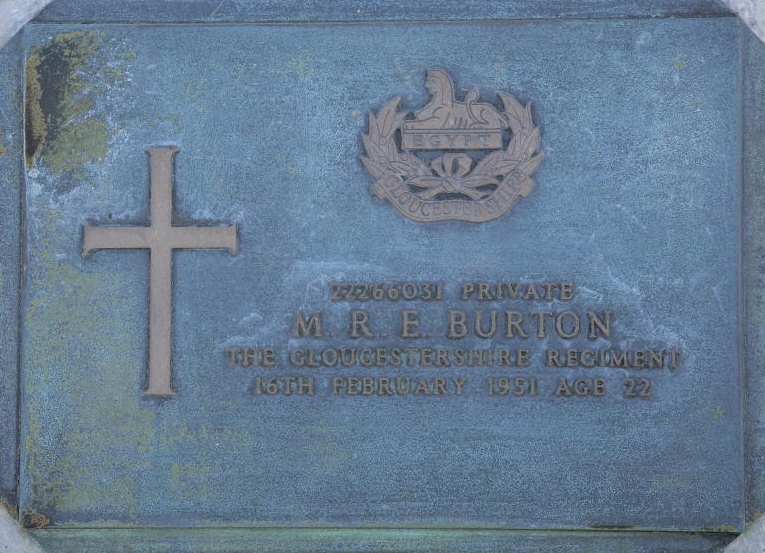 EGYPT
GLOUCESTERSHIRE
22266031 PRIVATE
M. R. E. BURTON
THE GLOUCESTERSHIRE REGIMENT
16TH FEBRUARY 1951 AGE 22